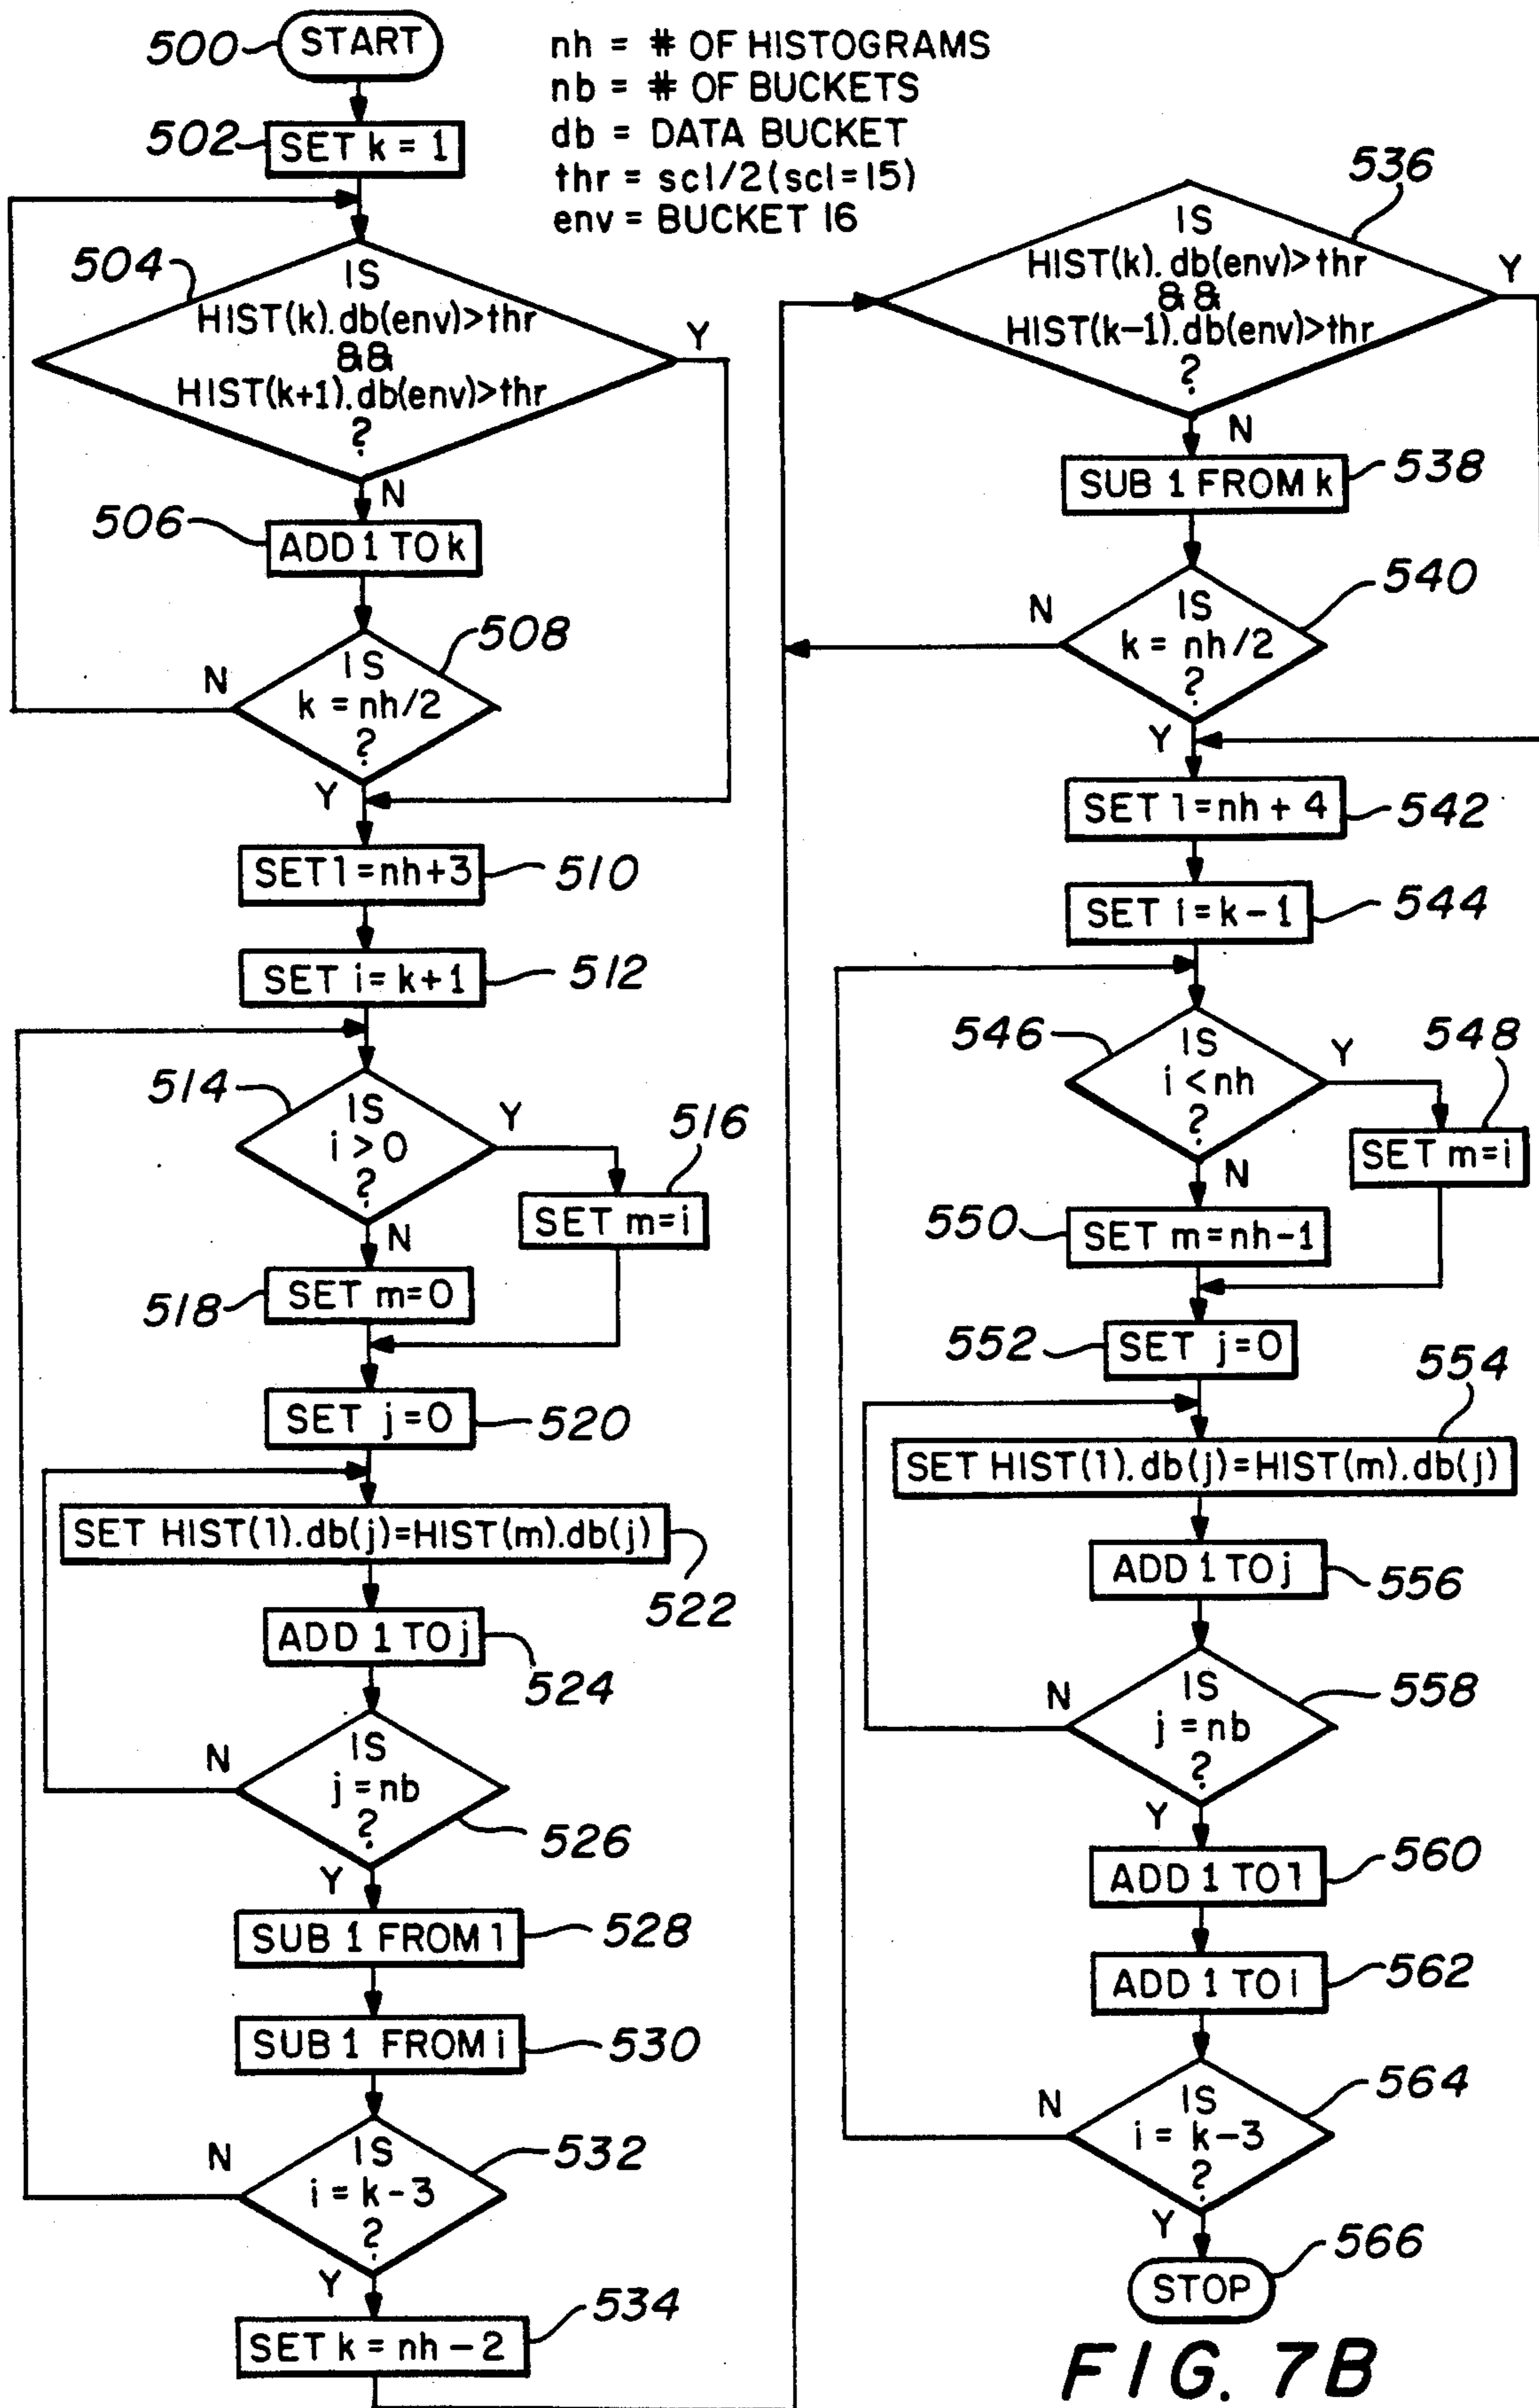 500
START
nh = # OF HISTOGRAMS
nb = # OF BUCKETS
db = DATA BUCKET
thr = scl/2(scl=15)
env = BUCKET 16
502
SET k = 1
504
IS
HIST(k).db(env)>thr
&&
HIST(k+1).db(env)>thr
?
Y
N
506
ADD 1 TO k
508
IS
k = nh/2
?
N
Y
SET l=nh+3
510
SET i=k+1
512
514
IS
i > 0
?
Y
516
SET m=i
N
518
SET m=0
SET j=0
520
SET HIST(l).db(j)=HIST(m).db(j)
522
ADD 1 TO j
524
IS
j = nb
?
N
526
Y
SUB 1 FROM l
528
SUB 1 FROM i
530
IS
i = k-3
?
N
532
Y
SET k = nh-2
534
536
IS
HIST(k).db(env)>thr
&&
HIST(k-1).db(env)>thr
?
Y
N
SUB 1 FROM k
538
540
IS
k = nh/2
?
N
Y
SET l=nh + 4
542
SET i=k-1
544
546
IS
i < nh
?
Y
548
SET m=i
N
550
SET m=nh-1
552
SET j=0
554
SET HIST(l).db(j)=HIST(m).db(j)
ADD 1 TO j
556
IS
j = nb
?
N
558
Y
ADD 1 TO l
560
ADD 1 TO i
562
564
IS
i = k-3
?
N
Y
566
STOP
FIG. 7B